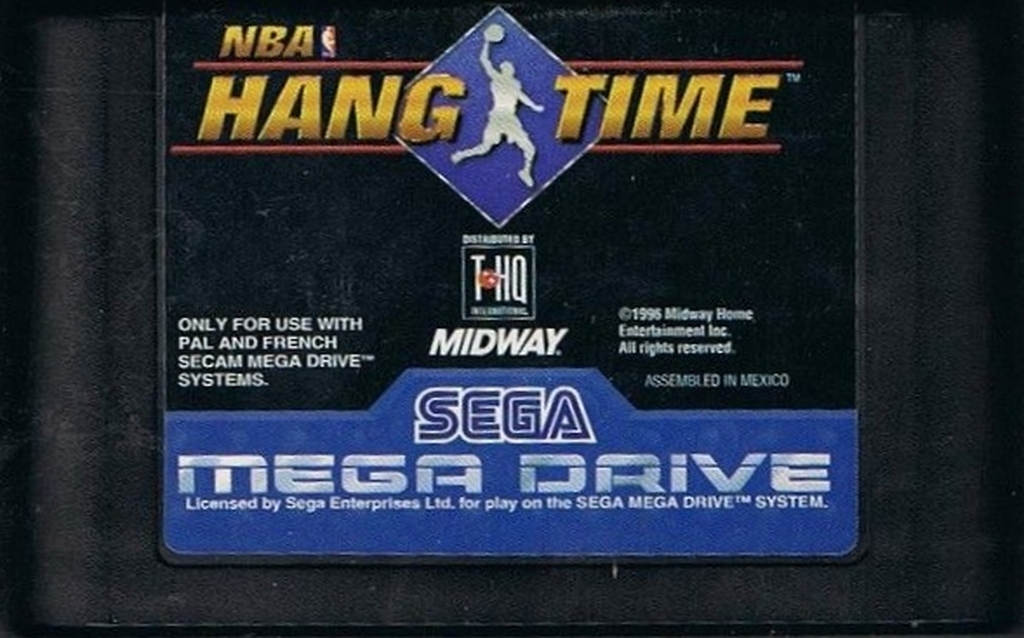 NBA
HANG TIME™
DISTRIBUTED BY
T·HQ
INTERNATIONAL
MIDWAY.
ONLY FOR USE WITH
PAL AND FRENCH
SECAM MEGA DRIVE™
SYSTEMS.
©1996 Midway Home
Entertainment Inc.
All rights reserved.
ASSEMBLED IN MEXICO
SEGA
MEGA DRIVE
Licensed by Sega Enterprises Ltd. for play on the SEGA MEGA DRIVE™ SYSTEM.